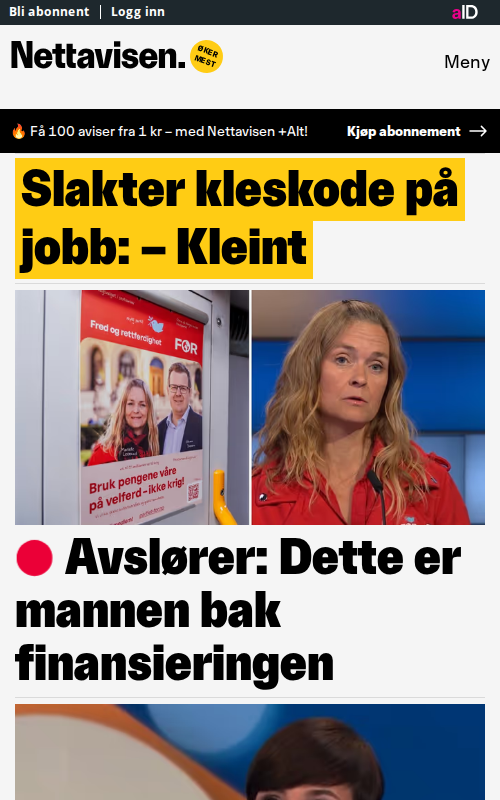 Bli abonnent
Logg inn
aID
Nettavisen.
ØKER
MEST
Meny
🔥 Få 100 aviser fra 1 kr – med Nettavisen +Alt!
Kjøp abonnement →
Slakter kleskode på
jobb: – Kleint
Fred og rettferdighet
FOR
Bruk pengene våre
på velferd - ikke krig!
Avslører: Dette er
mannen bak
finansieringen